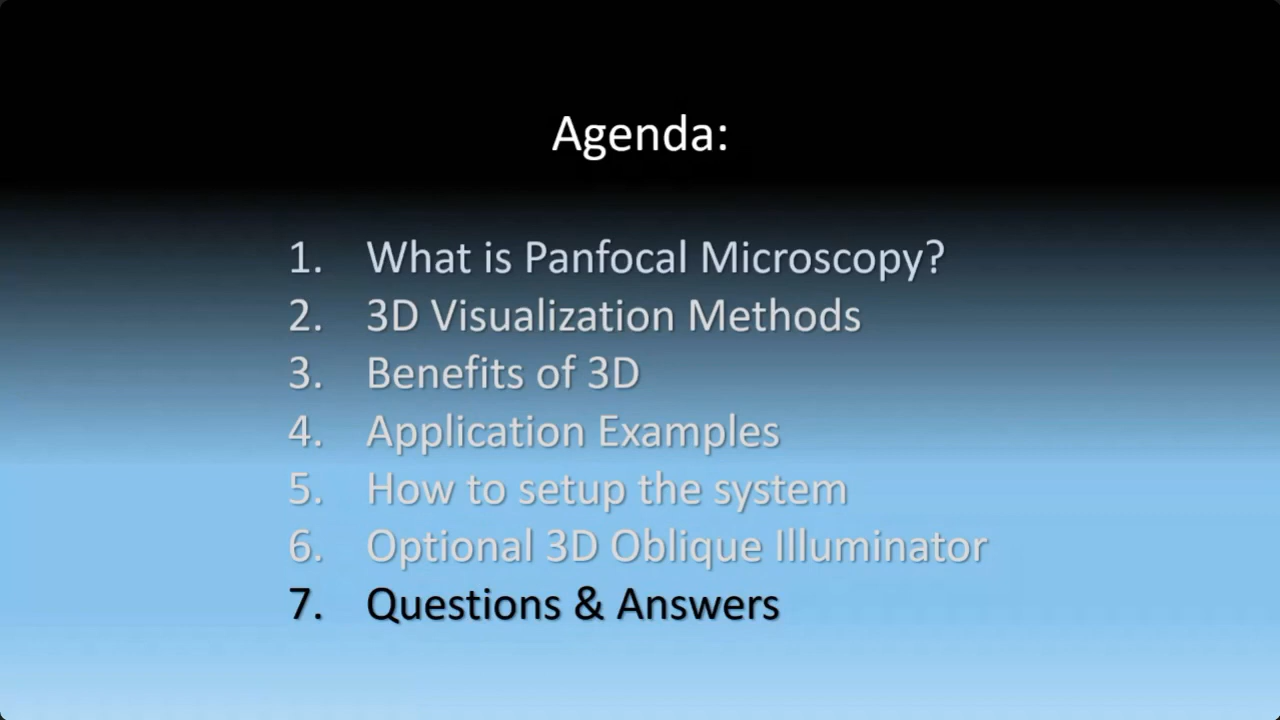 Agenda:
1. What is Panfocal Microscopy?
2. 3D Visualization Methods
3. Benefits of 3D
4. Application Examples
5. How to setup the system
6. Optional 3D Oblique Illuminator
7. Questions & Answers